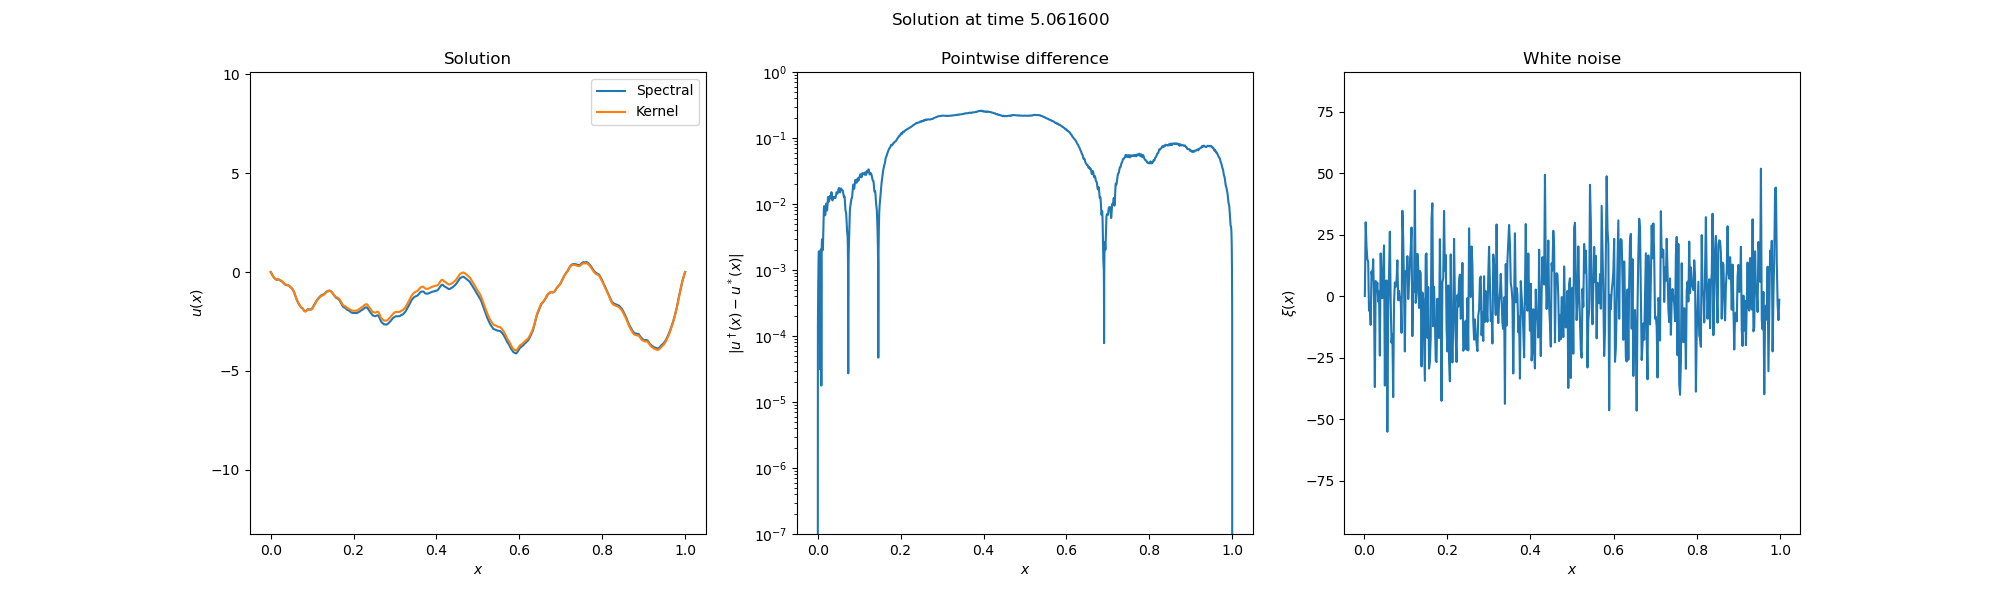 Solution at time 5.061600
Solution
10
5
0
−5
−10
u(x)
Spectral
Kernel
0.0 0.2 0.4 0.6 0.8 1.0
x
Pointwise difference
10⁰
10⁻¹
10⁻²
10⁻³
10⁻⁴
10⁻⁵
10⁻⁶
10⁻⁷
|u†(x) − u*(x)|
0.0 0.2 0.4 0.6 0.8 1.0
x
White noise
75
50
25
0
−25
−50
−75
ξ(x)
0.0 0.2 0.4 0.6 0.8 1.0
x